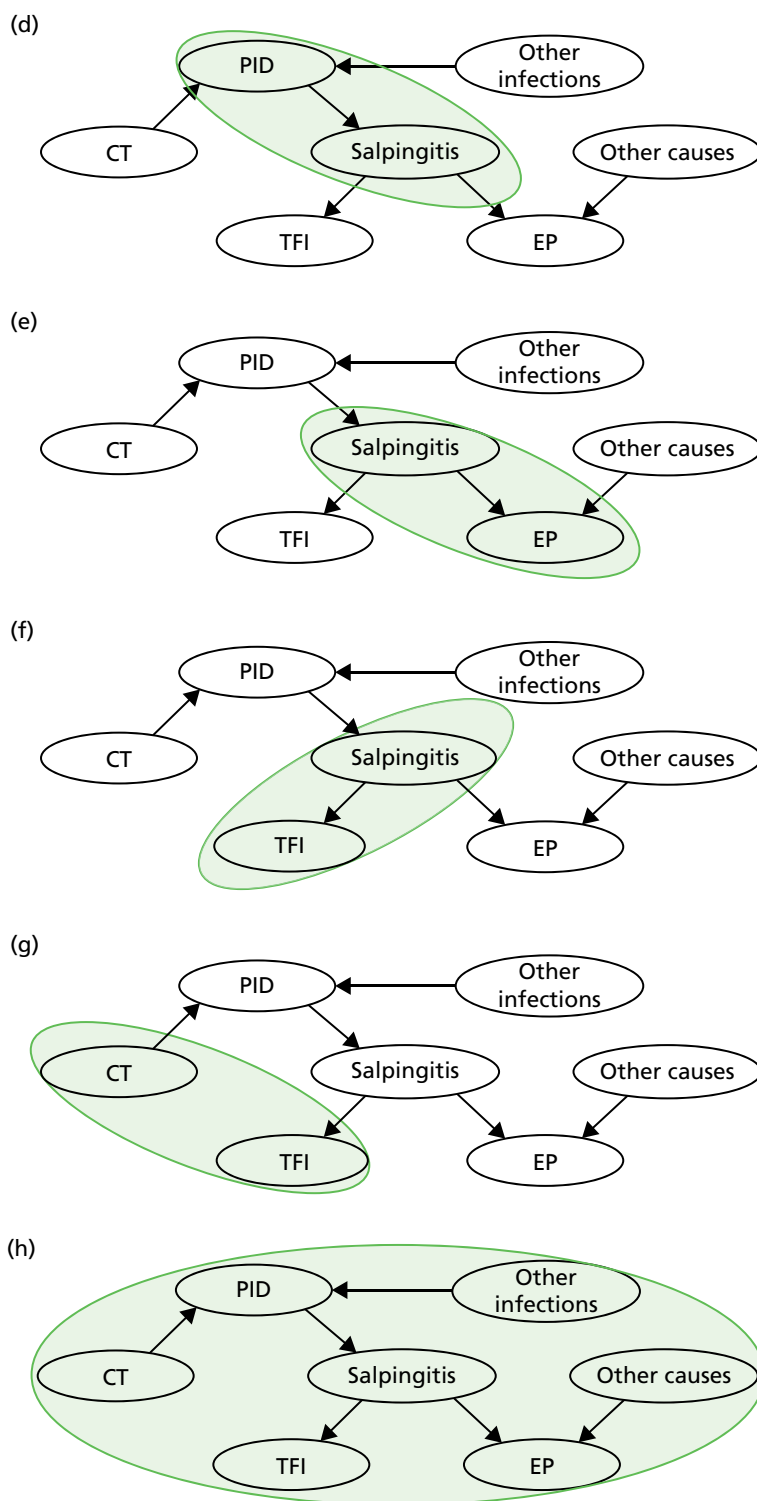 (d)
PID
Other
infections
CT
Salpingitis
Other causes
TFI
EP
(e)
PID
Other
infections
CT
Salpingitis
Other causes
TFI
EP
(f)
PID
Other
infections
CT
Salpingitis
Other causes
TFI
EP
(g)
PID
Other
infections
CT
Salpingitis
Other causes
TFI
EP
(h)
PID
Other
infections
CT
Salpingitis
Other causes
TFI
EP